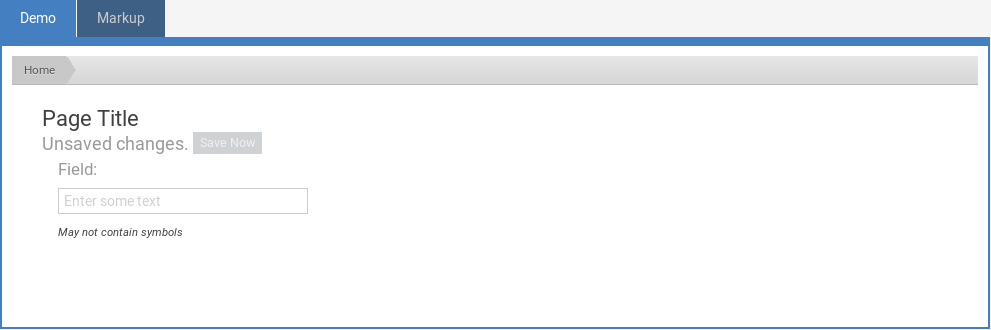 Demo Markup
Home
Page Title
Unsaved changes. Save Now
Field:
Enter some text
May not contain symbols